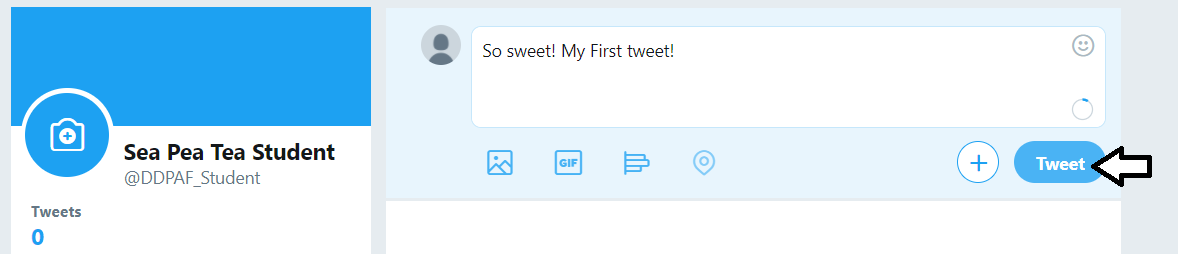 So sweet! My First tweet!
Sea Pea Tea Student
@DDPAF_Student
Tweets
0
GIF
Tweet